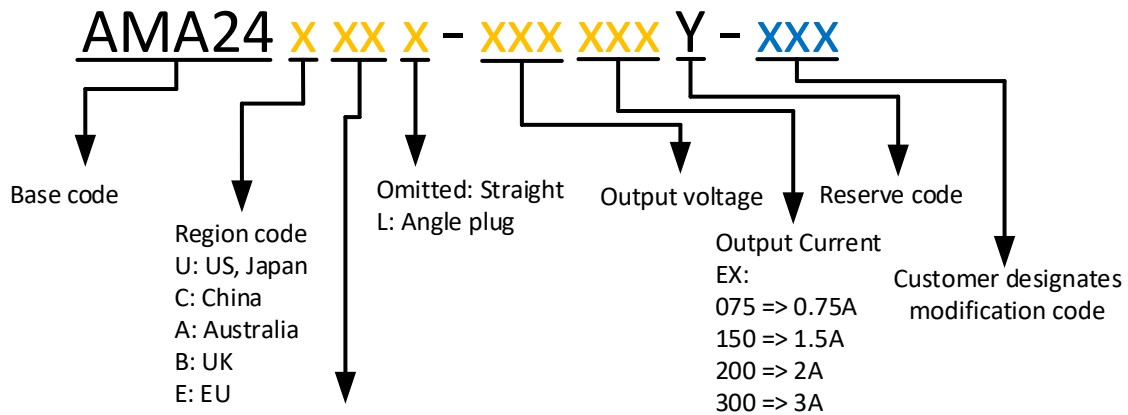 AMA24 x xx x - xxx xxx Y - xxx
Base code
Region code
U: US, Japan
C: China
A: Australia
B: UK
E: EU
Omitted: Straight
L: Angle plug
Output voltage
Output Current
EX:
075 => 0.75A
150 => 1.5A
200 => 2A
300 => 3A
Reserve code
Customer designates
modification code